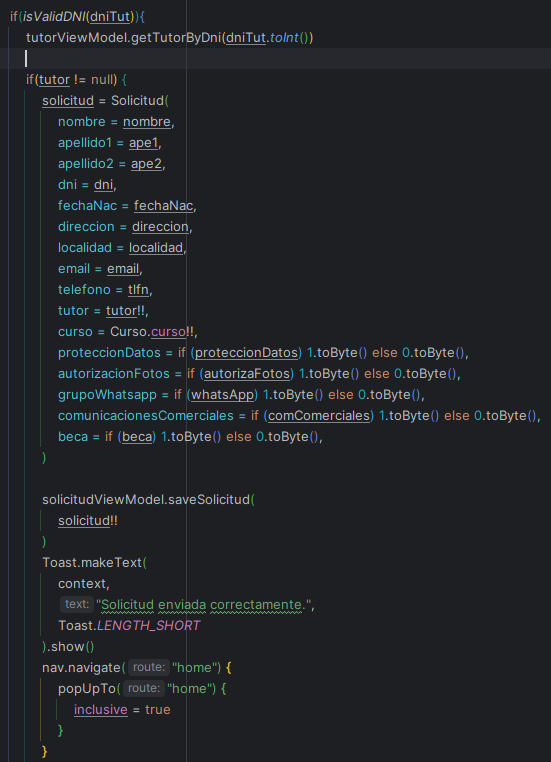 if(isValidDNI(dniTut)){
tutorViewModel.getTutorByDni(dniTut.toInt())
if(tutor != null) {
solicitud = Solicitud(
nombre = nombre,
apellido1 = ape1,
apellido2 = ape2,
dni = dni,
fechaNac = fechaNac,
direccion = direccion,
localidad = localidad,
email = email,
telefono = tlfn,
tutor = tutor!!,
curso = Curso.curso!!,
proteccionDatos = if (proteccionDatos) 1.toByte() else 0.toByte(),
autorizacionFotos = if (autorizaFotos) 1.toByte() else 0.toByte(),
grupoWhatsapp = if (whatsApp) 1.toByte() else 0.toByte(),
comunicacionesComerciales = if (comComerciales) 1.toByte() else 0.toByte(),
beca = if (beca) 1.toByte() else 0.toByte(),
)
solicitudViewModel.saveSolicitud(
solicitud!!
)
Toast.makeText(
context,
text: "Solicitud enviada correctamente.",
Toast.LENGTH_SHORT
).show()
nav.navigate( route: "home") {
popUpTo( route: "home") {
inclusive = true
}
}